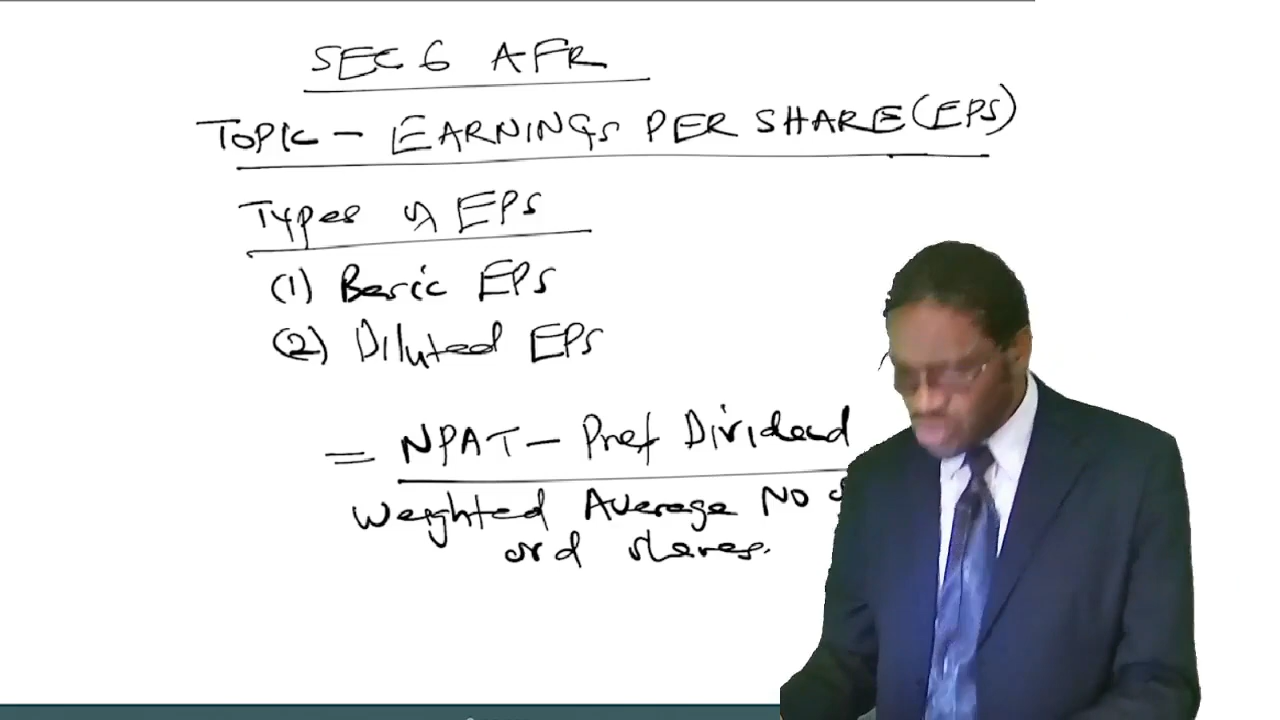 SEC 6 AFR
TOPIC - EARNINGS PER SHARE (EPS)
Types of EPS
(1) Basic EPS
(2) Diluted EPS
= NPAT - Pref Dividend
Weighted Average No
ord shares.